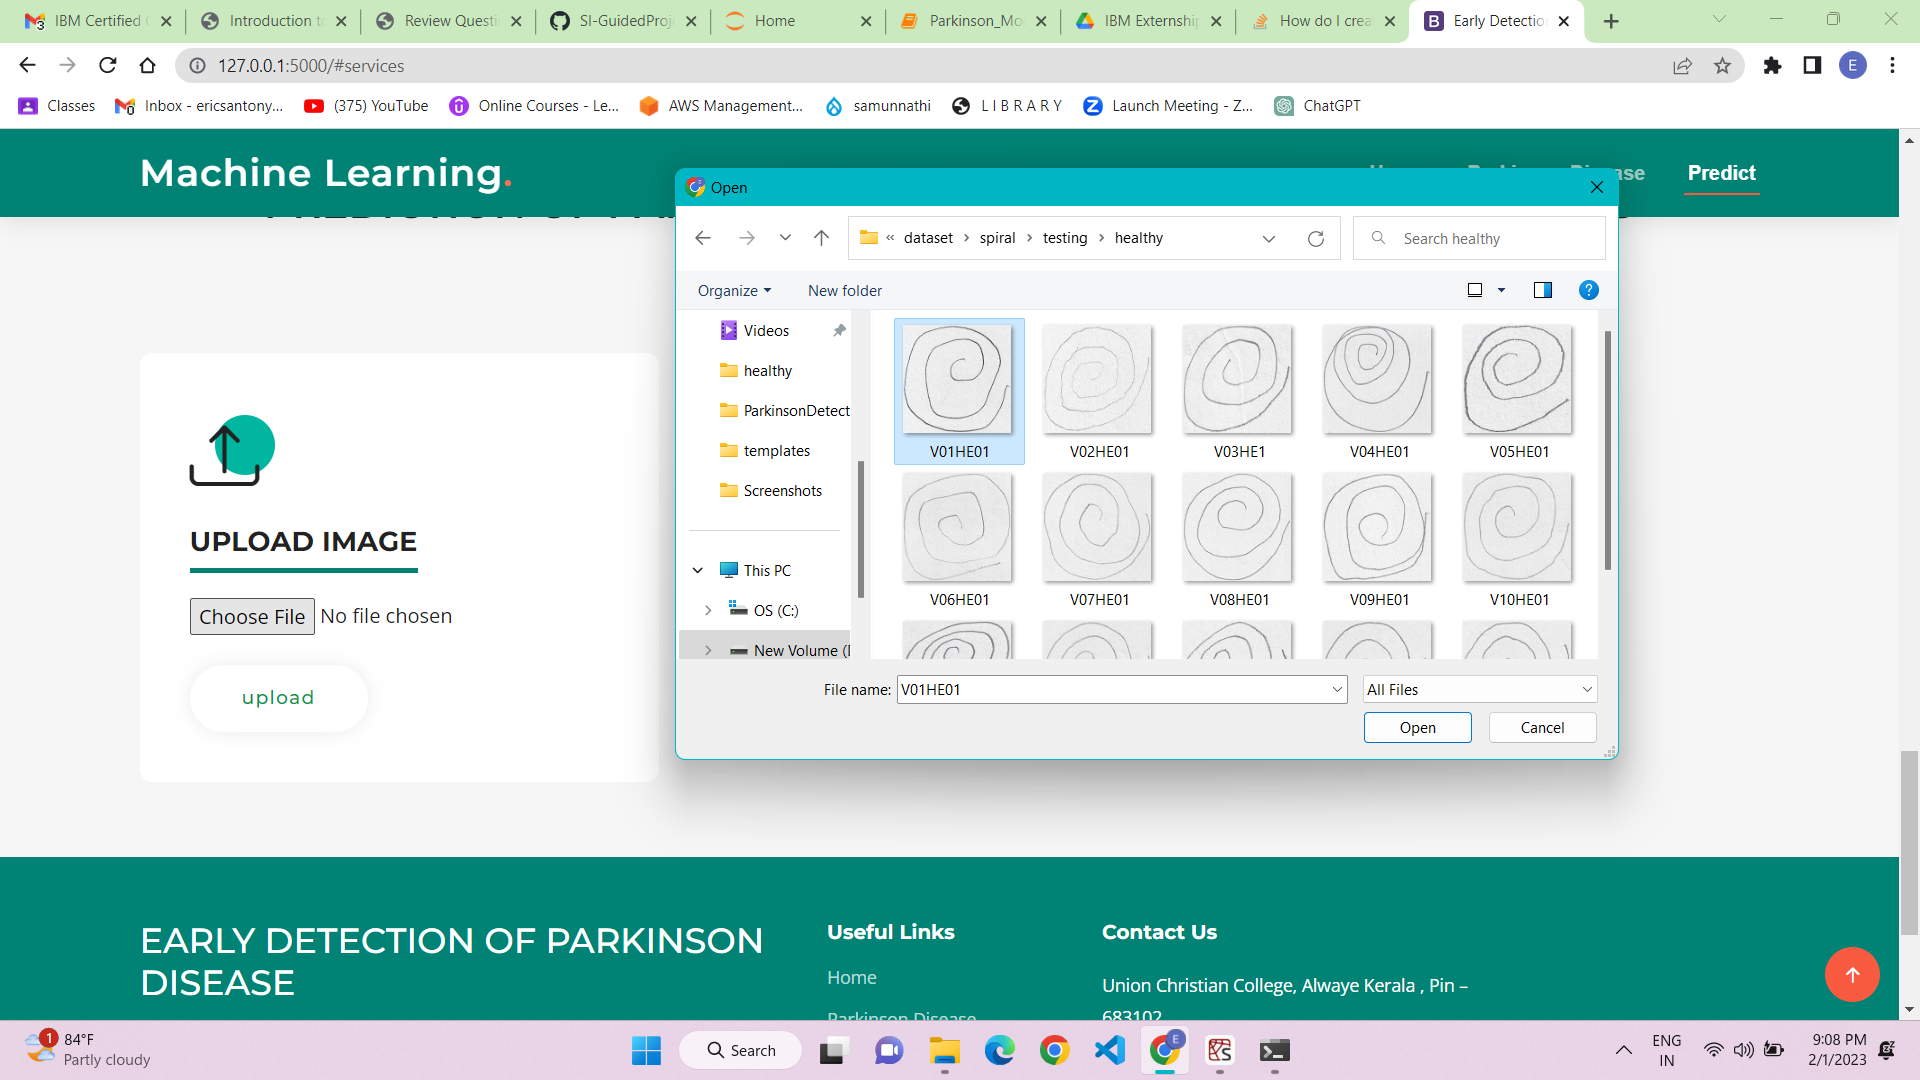 IBM Certified
Introduction to
Review Questi
SI-GuidedProj
Home
Parkinson_Mo
IBM Externship
How do I crea
Early Detectio
127.0.0.1:5000/#services
E
Classes
Inbox - ericsantony...
(375) YouTube
Online Courses - Le...
AWS Management...
samunnathi
L I B R A R Y
Launch Meeting - Z...
ChatGPT
Machine Learning.
Predict
Open
« dataset › spiral › testing › healthy
Search healthy
Organize
New folder
Videos
healthy
ParkinsonDetect
templates
Screenshots
This PC
OS (C:)
New Volume (
V01HE01
V02HE01
V03HE1
V04HE01
V05HE01
V06HE01
V07HE01
V08HE01
V09HE01
V10HE01
File name: V01HE01
All Files
Open
Cancel
UPLOAD IMAGE
Choose File No file chosen
upload
EARLY DETECTION OF PARKINSON
DISEASE
Useful Links
Home
Parkinson Disease
Contact Us
Union Christian College, Alwaye Kerala , Pin –
683102
1
84°F
Partly cloudy
Search
E
ENG
IN
9:08 PM
2/1/2023